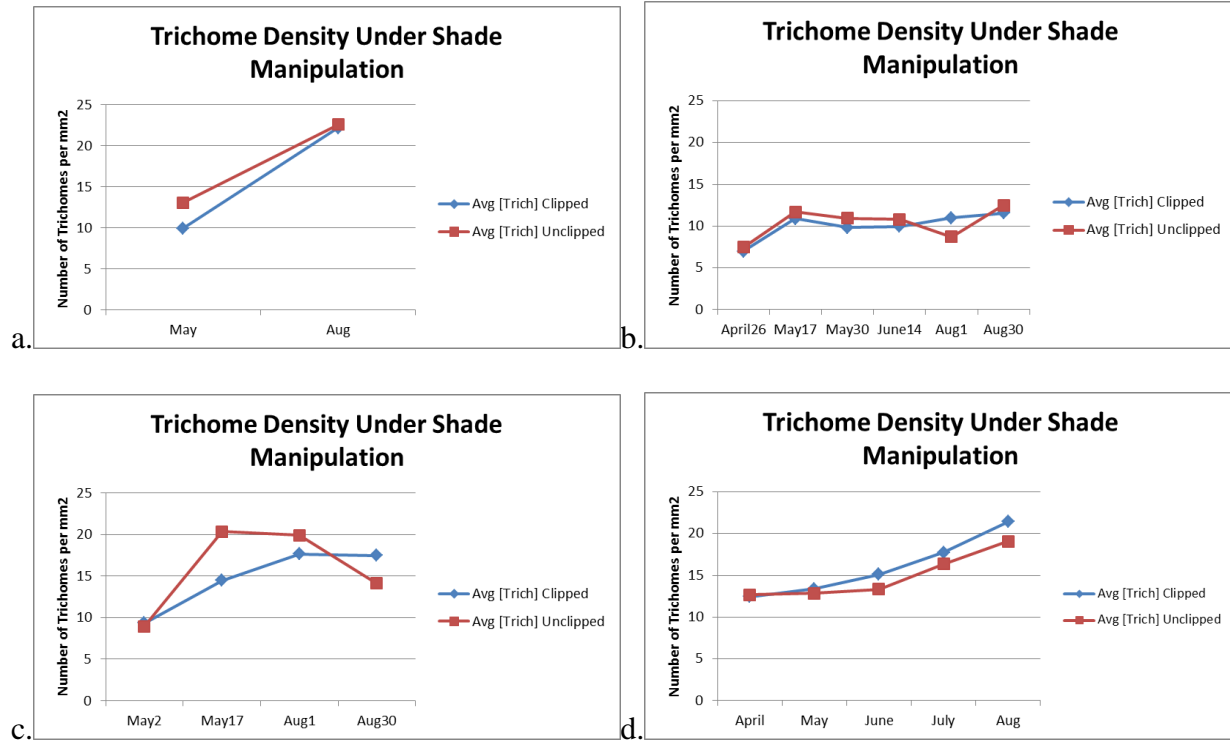 Trichome Density Under Shade
Manipulation
Number of Trichomes per mm2
25
20
15
10
5
0
May
Aug
Avg [Trich] Clipped
Avg [Trich] Unclipped
a.
Trichome Density Under Shade
Manipulation
Number of Trichomes per mm2
25
20
15
10
5
0
April26 May17 May30 June14 Aug1 Aug30
Avg [Trich] Clipped
Avg [Trich] Unclipped
b.
Trichome Density Under Shade
Manipulation
Number of Trichomes per mm2
25
20
15
10
5
0
May2 May17 Aug1 Aug30
Avg [Trich] Clipped
Avg [Trich] Unclipped
c.
Trichome Density Under Shade
Manipulation
Number of Trichomes per mm2
25
20
15
10
5
0
April May June July Aug
Avg [Trich] Clipped
Avg [Trich] Unclipped
d.